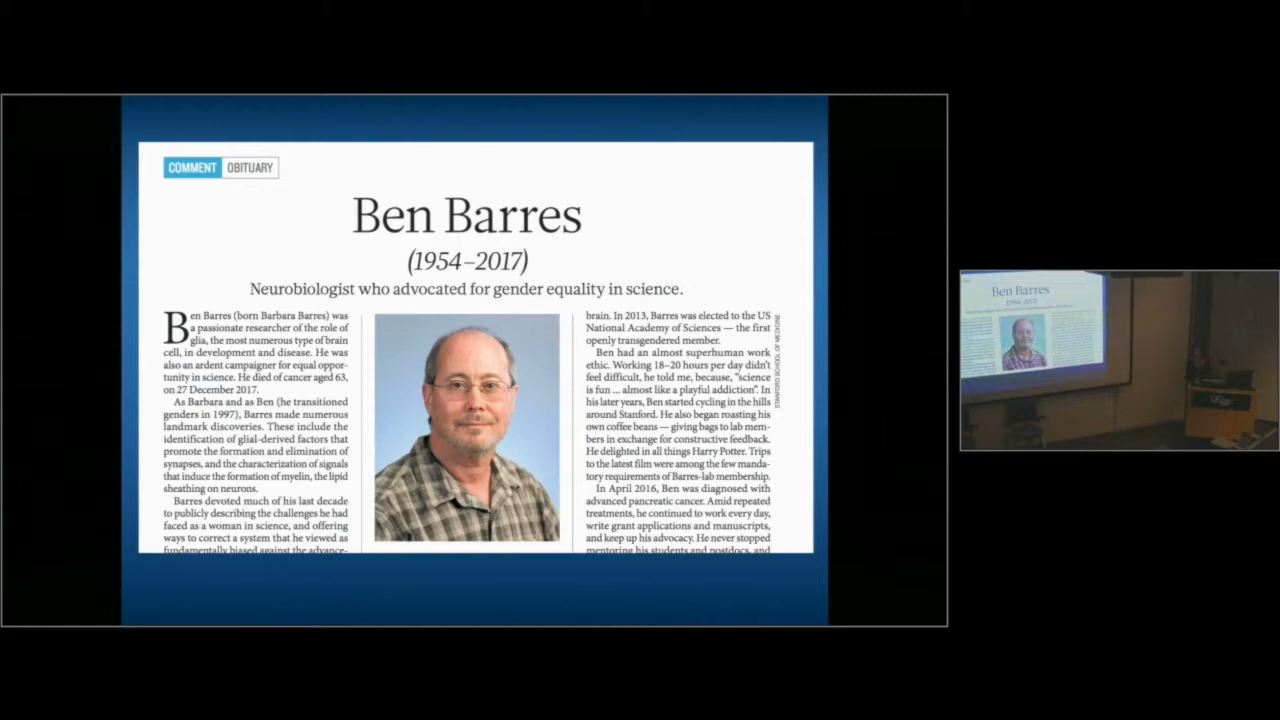 COMMENT OBITUARY
Ben Barres
(1954–2017)
Neurobiologist who advocated for gender equality in science.
Ben Barres (born Barbara Barres) was
a passionate researcher of the role of
glia, the most numerous type of brain
cell, in development and disease. He was
also an ardent campaigner for equal oppor-
tunity in science. He died of cancer aged 63,
on 27 December 2017.
As Barbara and as Ben (he transitioned
genders in 1997), Barres made numerous
landmark discoveries. These include the
identification of glial-derived factors that
promote the formation and elimination of
synapses, and the characterization of signals
that induce the formation of myelin, the lipid
sheathing on neurons.
Barres devoted much of his last decade
to publicly describing the challenges he had
faced as a woman in science, and offering
ways to correct a system that he viewed as
fundamentally biased against the advance-
brain. In 2013, Barres was elected to the US
National Academy of Sciences — the first
openly transgendered member.
Ben had an almost superhuman work
ethic. Working 18–20 hours per day didn't
feel difficult, he told me, because, "science
is fun ... almost like a playful addiction". In
his later years, Ben started cycling in the hills
around Stanford. He also began roasting his
own coffee beans — giving bags to lab mem-
bers in exchange for constructive feedback.
He delighted in all things Harry Potter. Trips
to the latest film were among the few manda-
tory requirements of Barres-lab membership.
In April 2016, Ben was diagnosed with
advanced pancreatic cancer. Amid repeated
treatments, he continued to work every day,
write grant applications and manuscripts,
and keep up his advocacy. He never stopped
mentoring his students and postdocs, and
STANFORD SCHOOL OF MEDICINE
Ben Barres
(1954–2017)